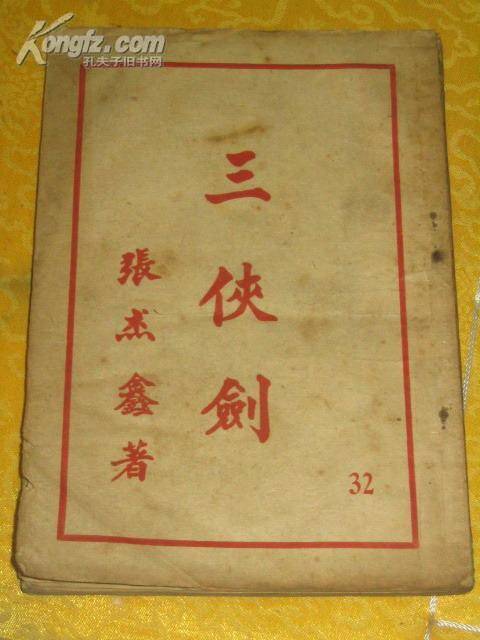 Kongfz.com
孔夫子旧书网
三俠劍
張杰鑫著
32